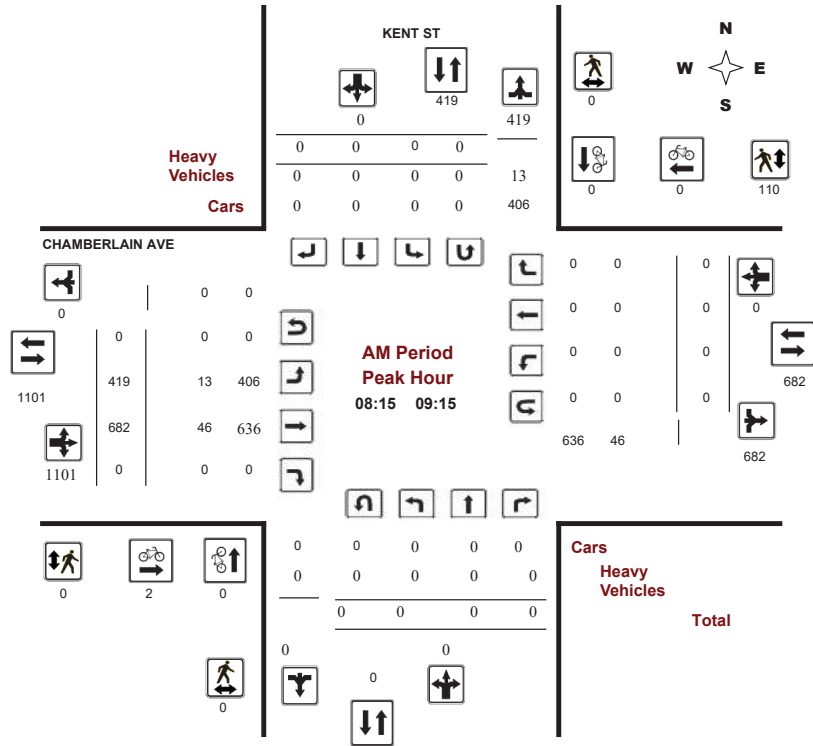 KENT ST
N
W E
S
419
0
419
0
0 0 0 0
Heavy
Vehicles
0 0 0 0 13
Cars
0 0 0 0 406
0 0 110
CHAMBERLAIN AVE
0
0 0
0 0 0
0
0 0 0
0 0 0
1101
419 13 406
AM Period
Peak Hour
08:15 09:15
0 0 0
682
682 46 636
0 0 0
636 46
682
1101
0 0 0
0 2 0
0 0 0 0 0
Cars
0 0 0 0 0
Heavy
Vehicles
0 0 0 0
Total
0 0
0
0